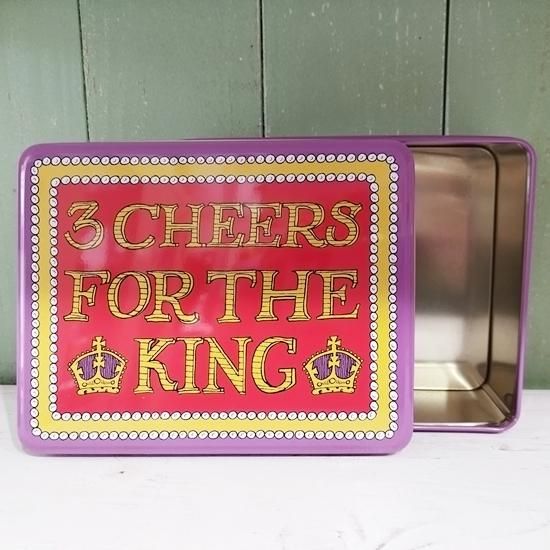 3 CHEERS
FOR THE
KING